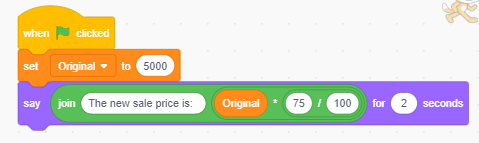 when clicked
set Original to 5000
say join The new sale price is: Original * 75 / 100 for 2 seconds